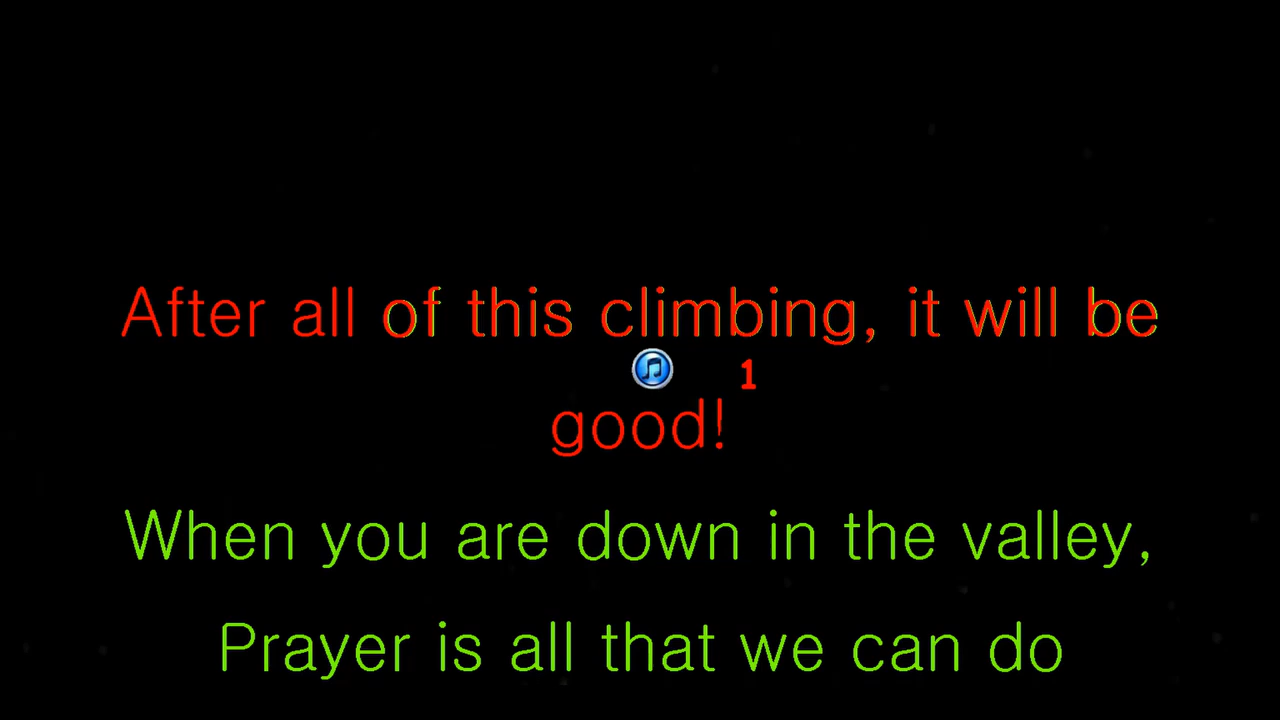 After all of this climbing, it will be
1
good!
When you are down in the valley,
Prayer is all that we can do